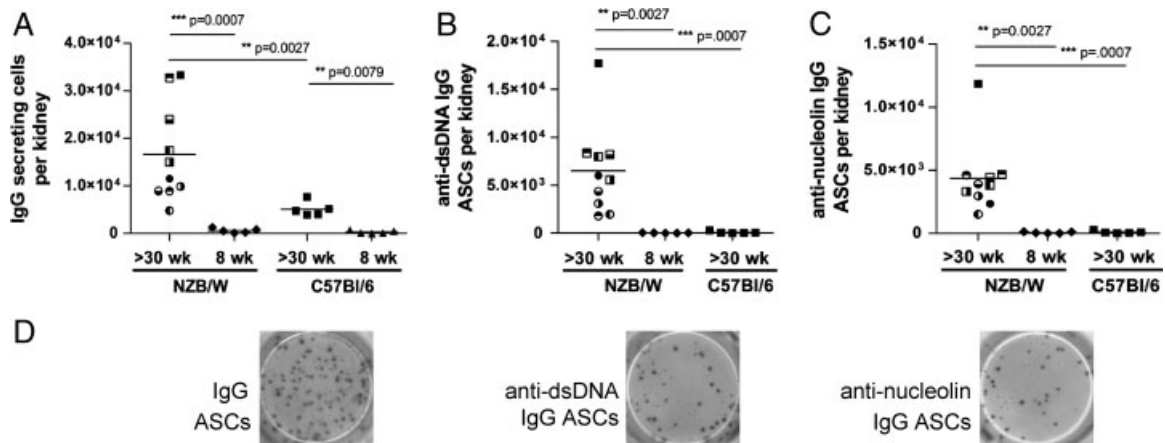 A
*** p=0.0007
** p=0.0027
** p=0.0079
4.0×10⁴
3.0×10⁴
2.0×10⁴
1.0×10⁴
0
IgG secreting cells
per kidney
>30 wk 8 wk >30 wk 8 wk
NZB/W C57Bl/6
B
** p=0.0027
*** p=.0007
2.0×10⁴
1.5×10⁴
1.0×10⁴
5.0×10³
0
anti-dsDNA IgG
ASCs per kidney
>30 wk 8 wk >30 wk
NZB/W C57Bl/6
C
** p=0.0027
*** p=.0007
1.5×10⁴
1.0×10⁴
5.0×10³
0
anti-nucleolin IgG
ASCs per kidney
>30 wk 8 wk >30 wk
NZB/W C57Bl/6
D
IgG
ASCs
anti-dsDNA
IgG ASCs
anti-nucleolin
IgG ASCs